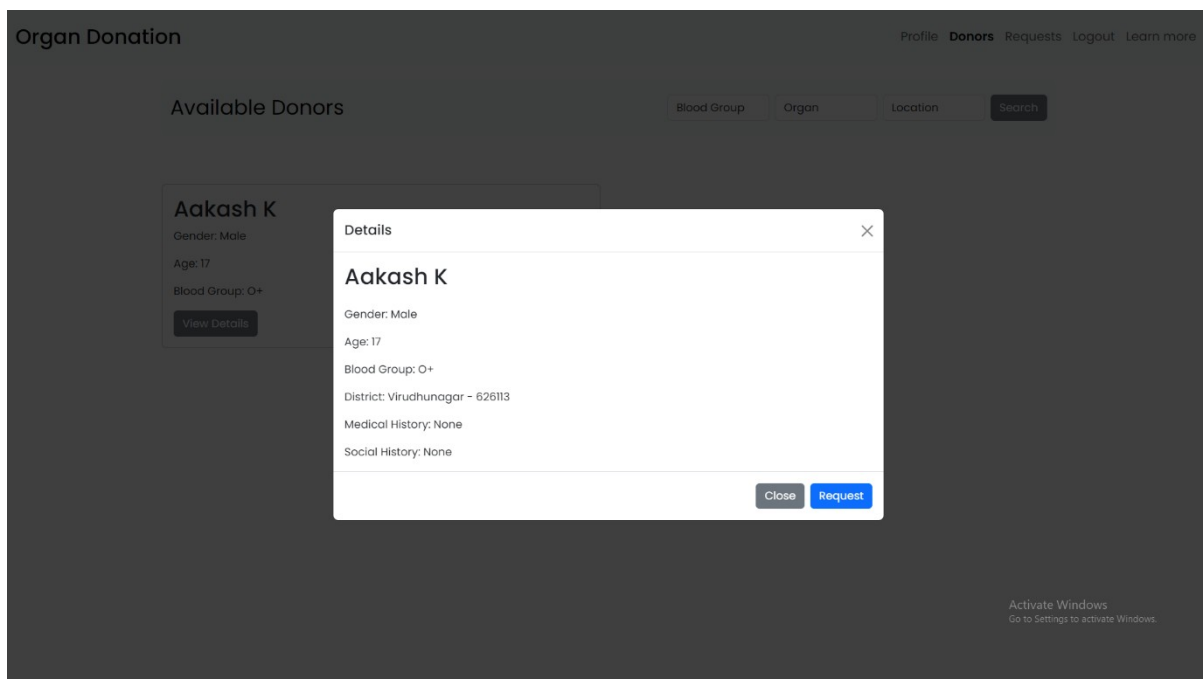 Organ Donation
Profile Donors Requests Logout Learn more
Available Donors
Blood Group Organ Location Search
Aakash K
Gender: Male
Age: 17
Blood Group: O+
View Details
Details
Aakash K
Gender: Male
Age: 17
Blood Group: O+
District: Virudhunagar - 626113
Medical History: None
Social History: None
Close Request
Activate Windows
Go to Settings to activate Windows.